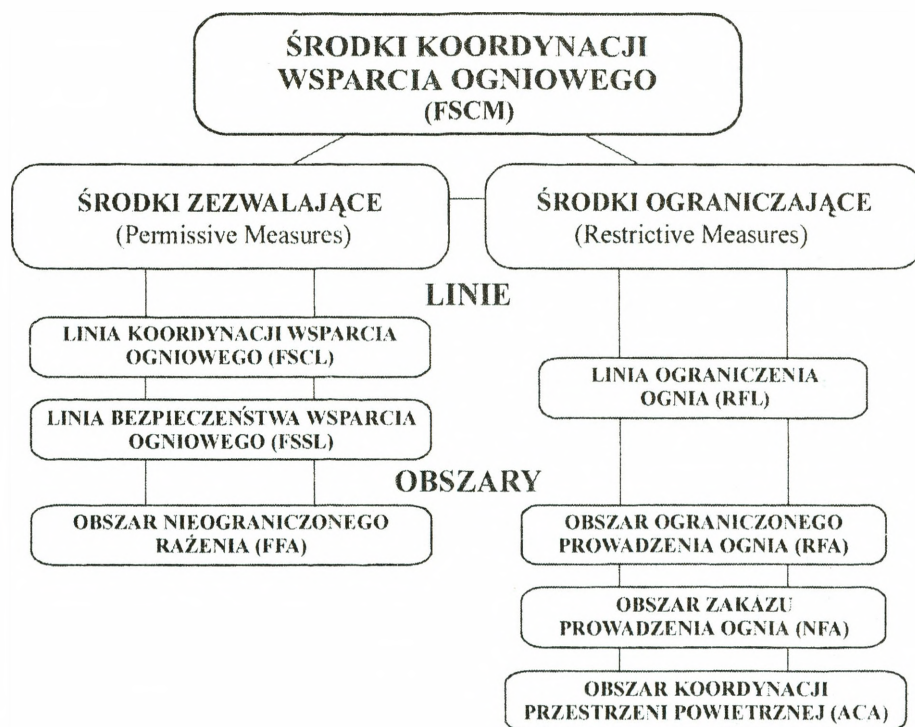 ŚRODKI KOORDYNACJI
WSPARCIA OGNIOWEGO
(FSCM)
ŚRODKI ZEZWALAJĄCE
(Permissive Measures)
ŚRODKI OGRANICZAJĄCE
(Restrictive Measures)
LINIE
LINIA KOORDYNACJI WSPARCIA
OGNIOWEGO (FSCL)
LINIA OGRANICZENIA
OGNIA (RFL)
LINIA BEZPIECZEŃSTWA WSPARCIA
OGNIOWEGO (FSSL)
OBSZARY
OBSZAR NIEOGRANICZONEGO
RAŻENIA (FFA)
OBSZAR OGRANICZONEGO
PROWADZENIA OGNIA (RFA)
OBSZAR ZAKAZU
PROWADZENIA OGNIA (NFA)
OBSZAR KOORDYNACJI
PRZESTRZENI POWIETRZNEJ (ACA)